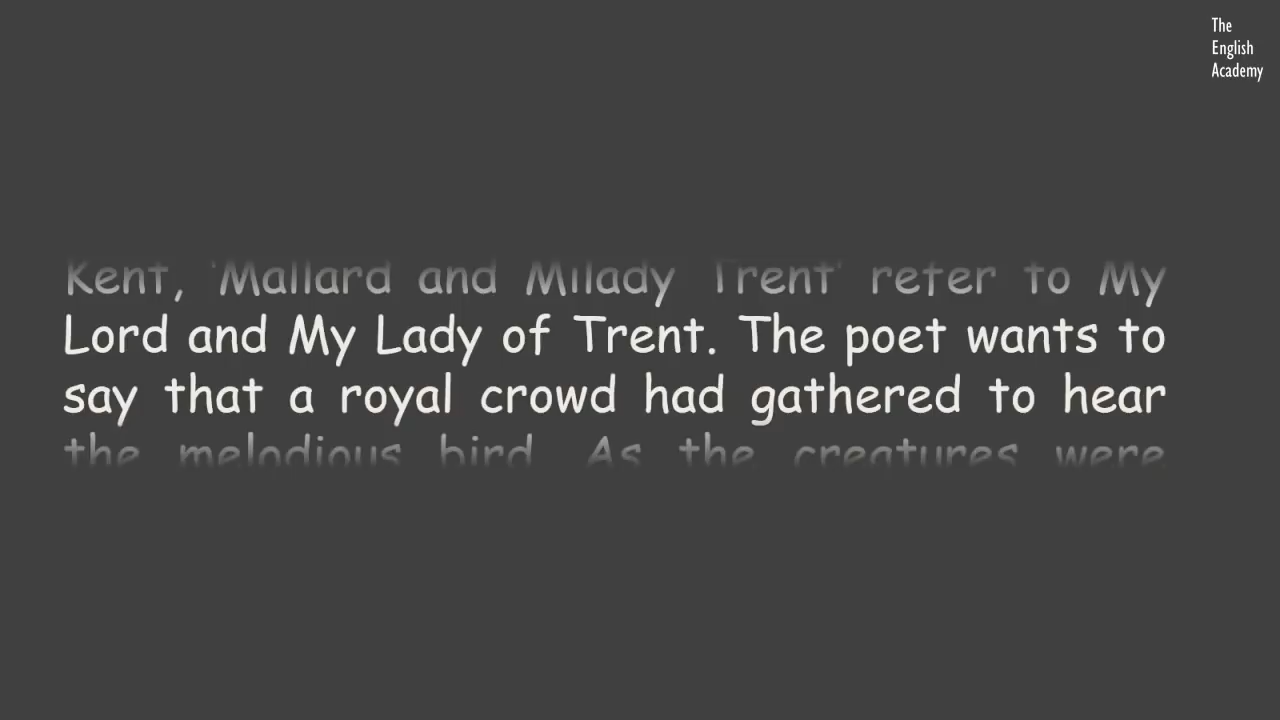 The
English
Academy
Kent, 'Mallard and Milady Trent' refer to My
Lord and My Lady of Trent. The poet wants to
say that a royal crowd had gathered to hear
the melodious bird. As the creatures were